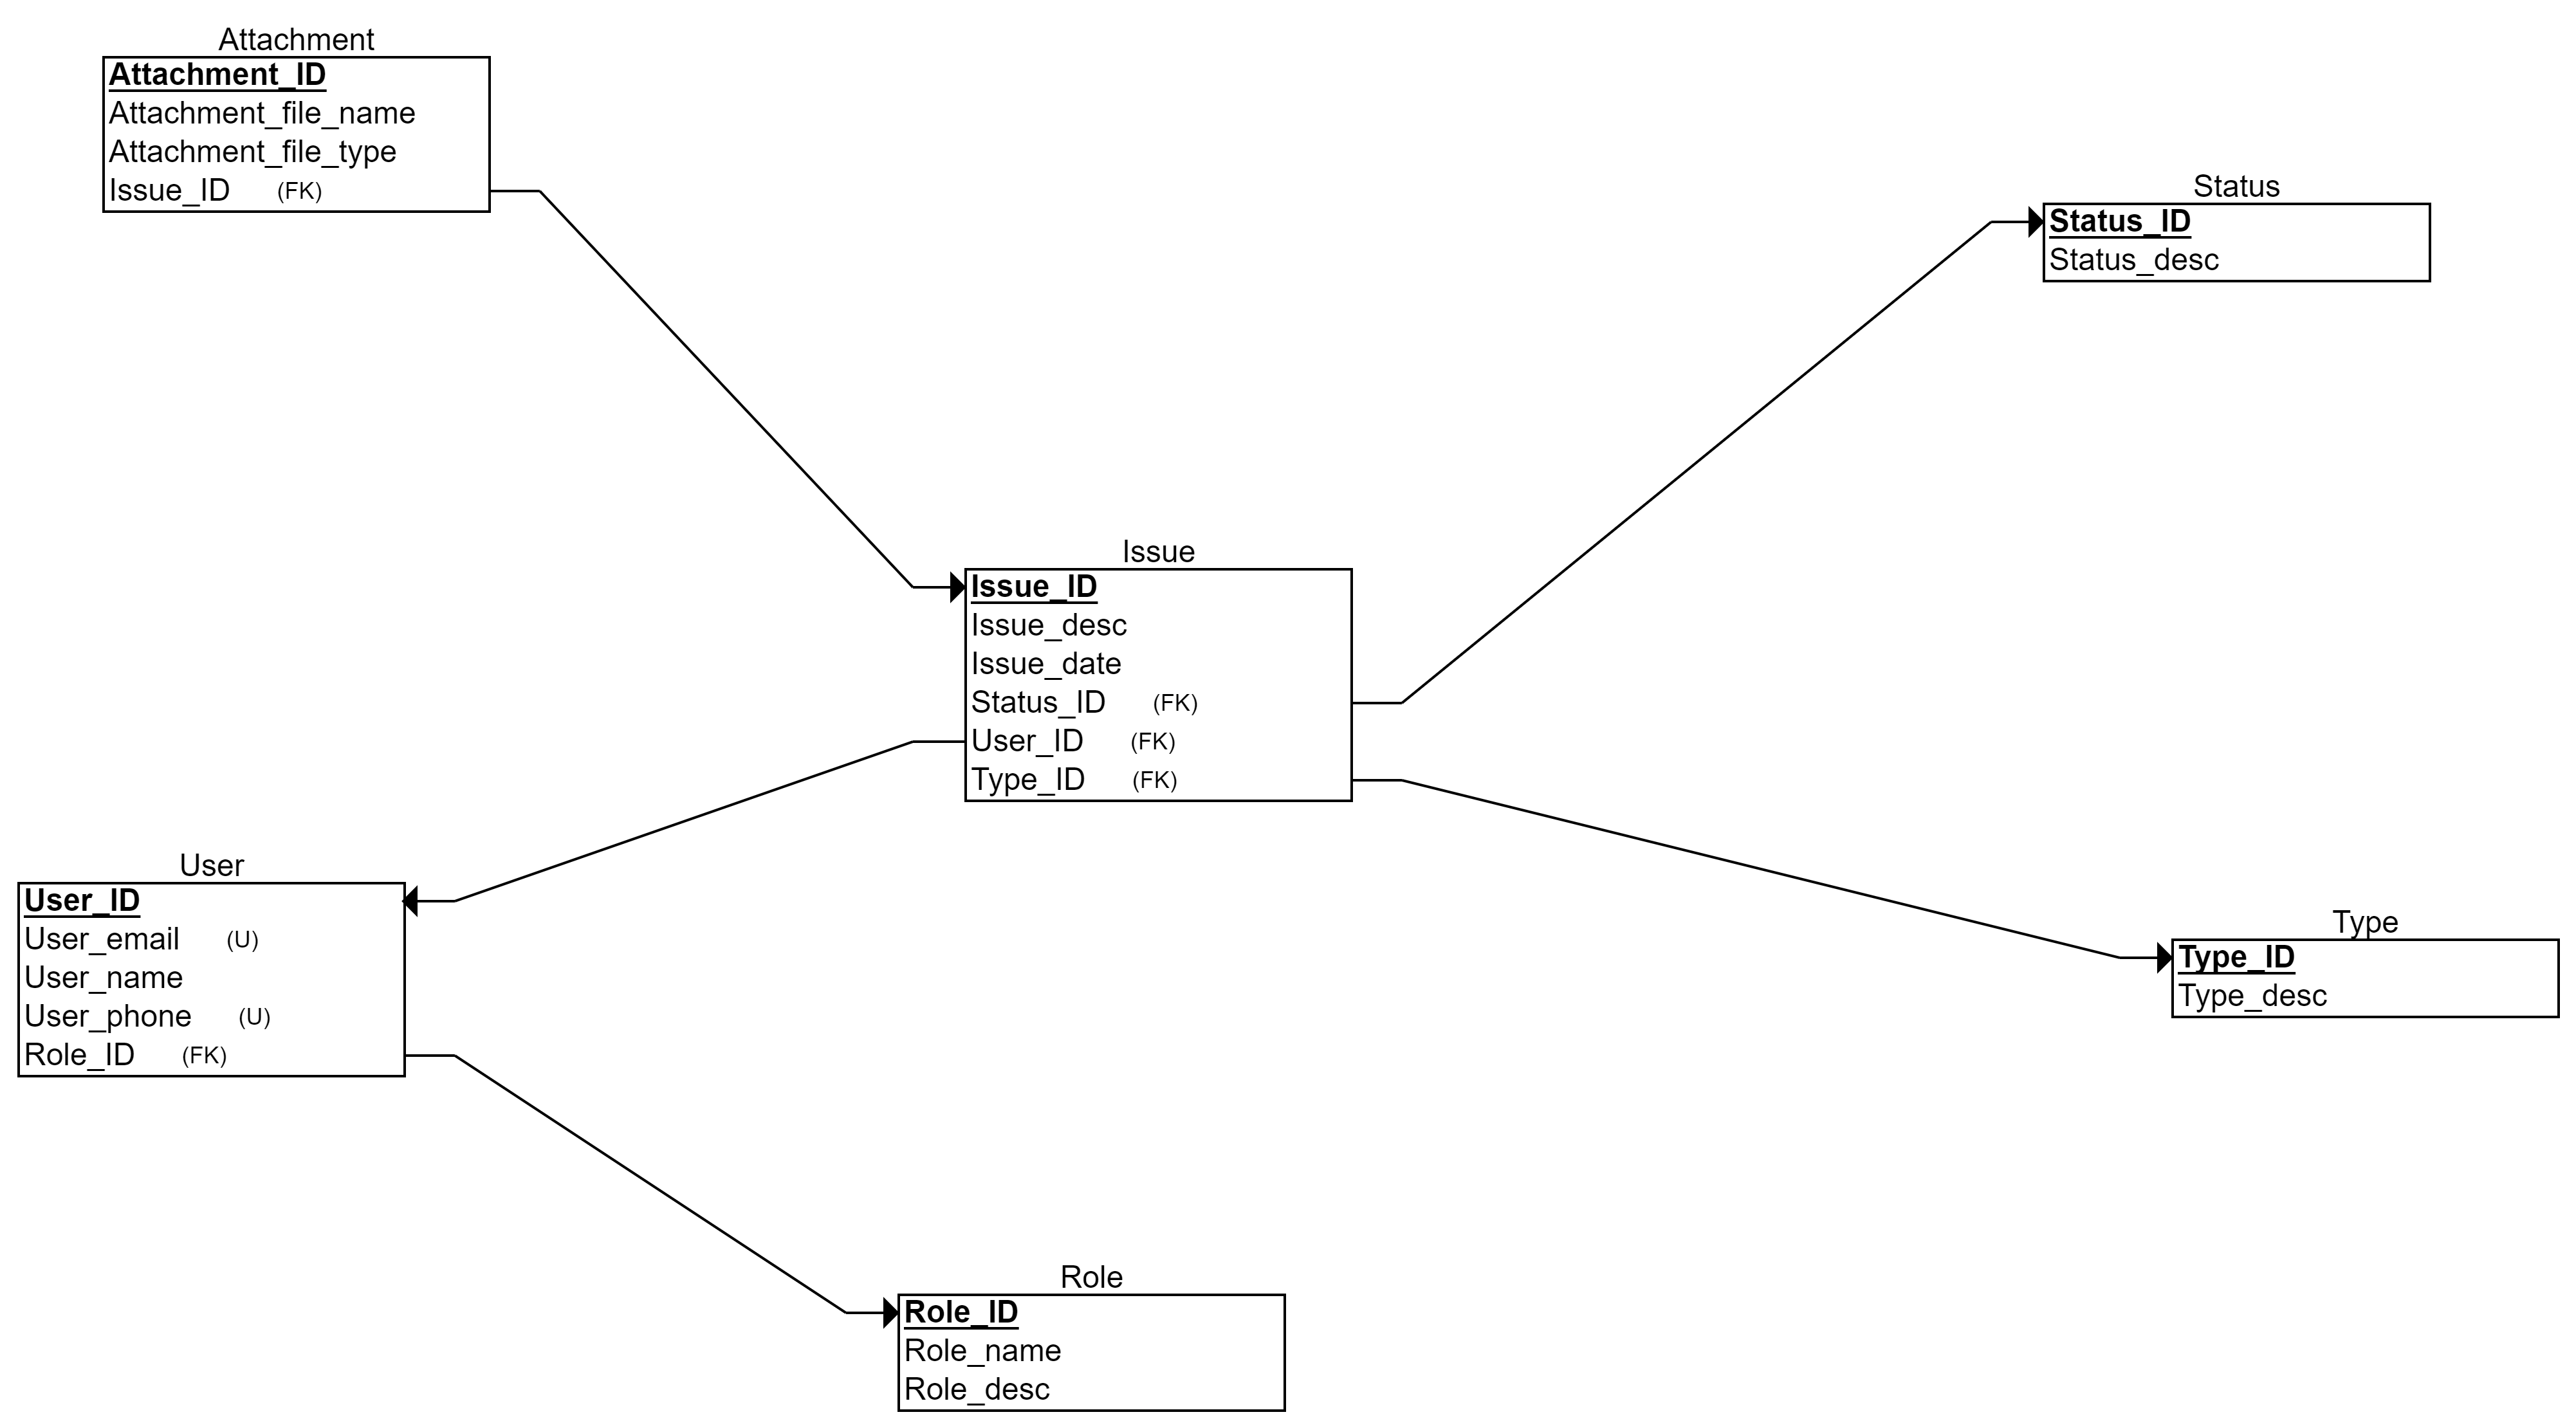 Attachment
Attachment_ID
Attachment_file_name
Attachment_file_type
Issue_ID (FK)
Status
Status_ID
Status_desc
Issue
Issue_ID
Issue_desc
Issue_date
Status_ID (FK)
User_ID (FK)
Type_ID (FK)
User
User_ID
User_email (U)
User_name
User_phone (U)
Role_ID (FK)
Type
Type_ID
Type_desc
Role
Role_ID
Role_name
Role_desc